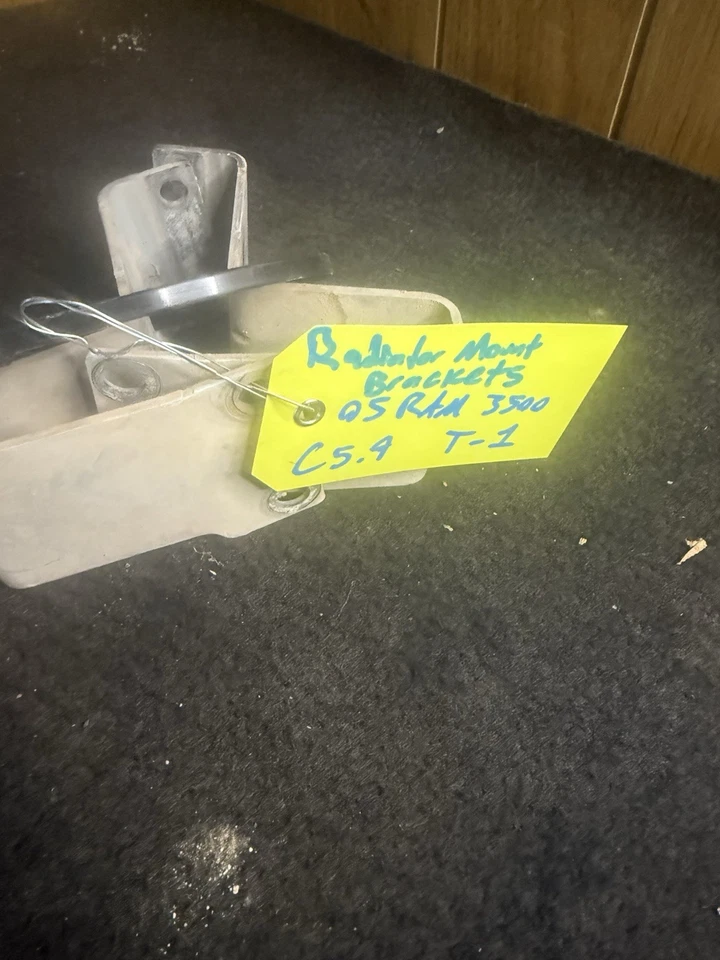 Radiator Mount
Brackets
05 RAM 3500
C5.9 T-1